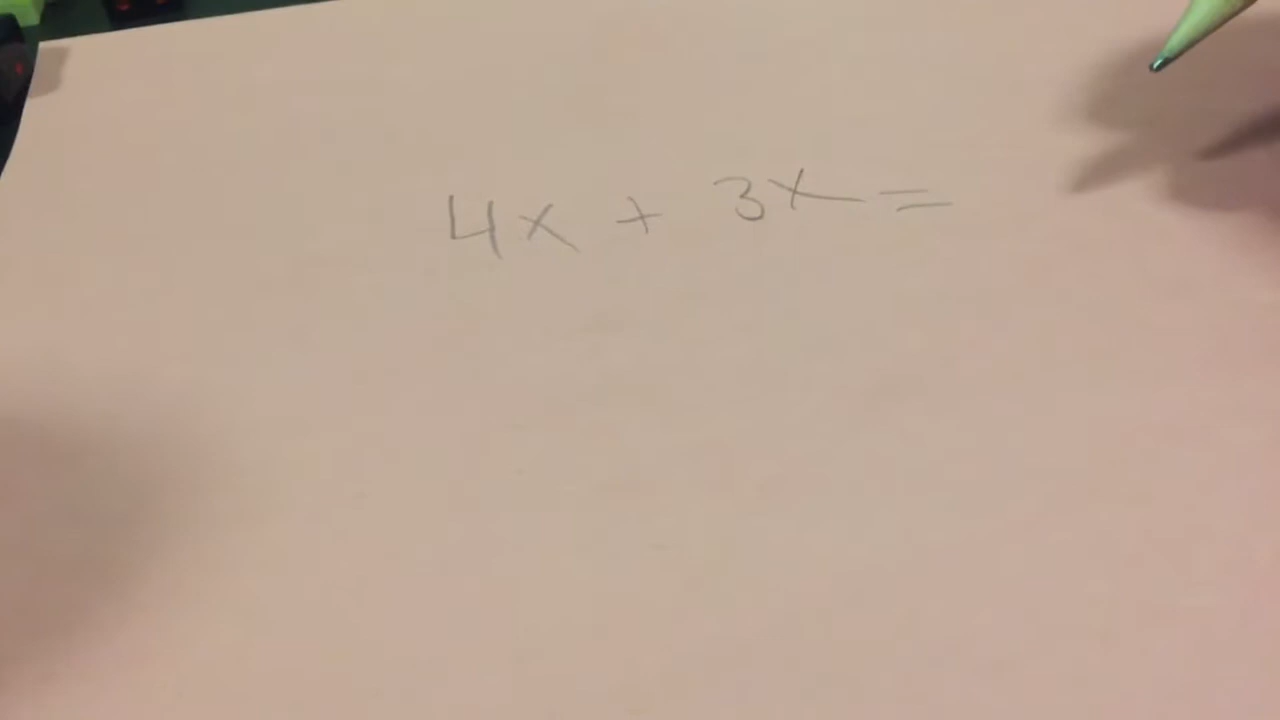 4x + 3x =